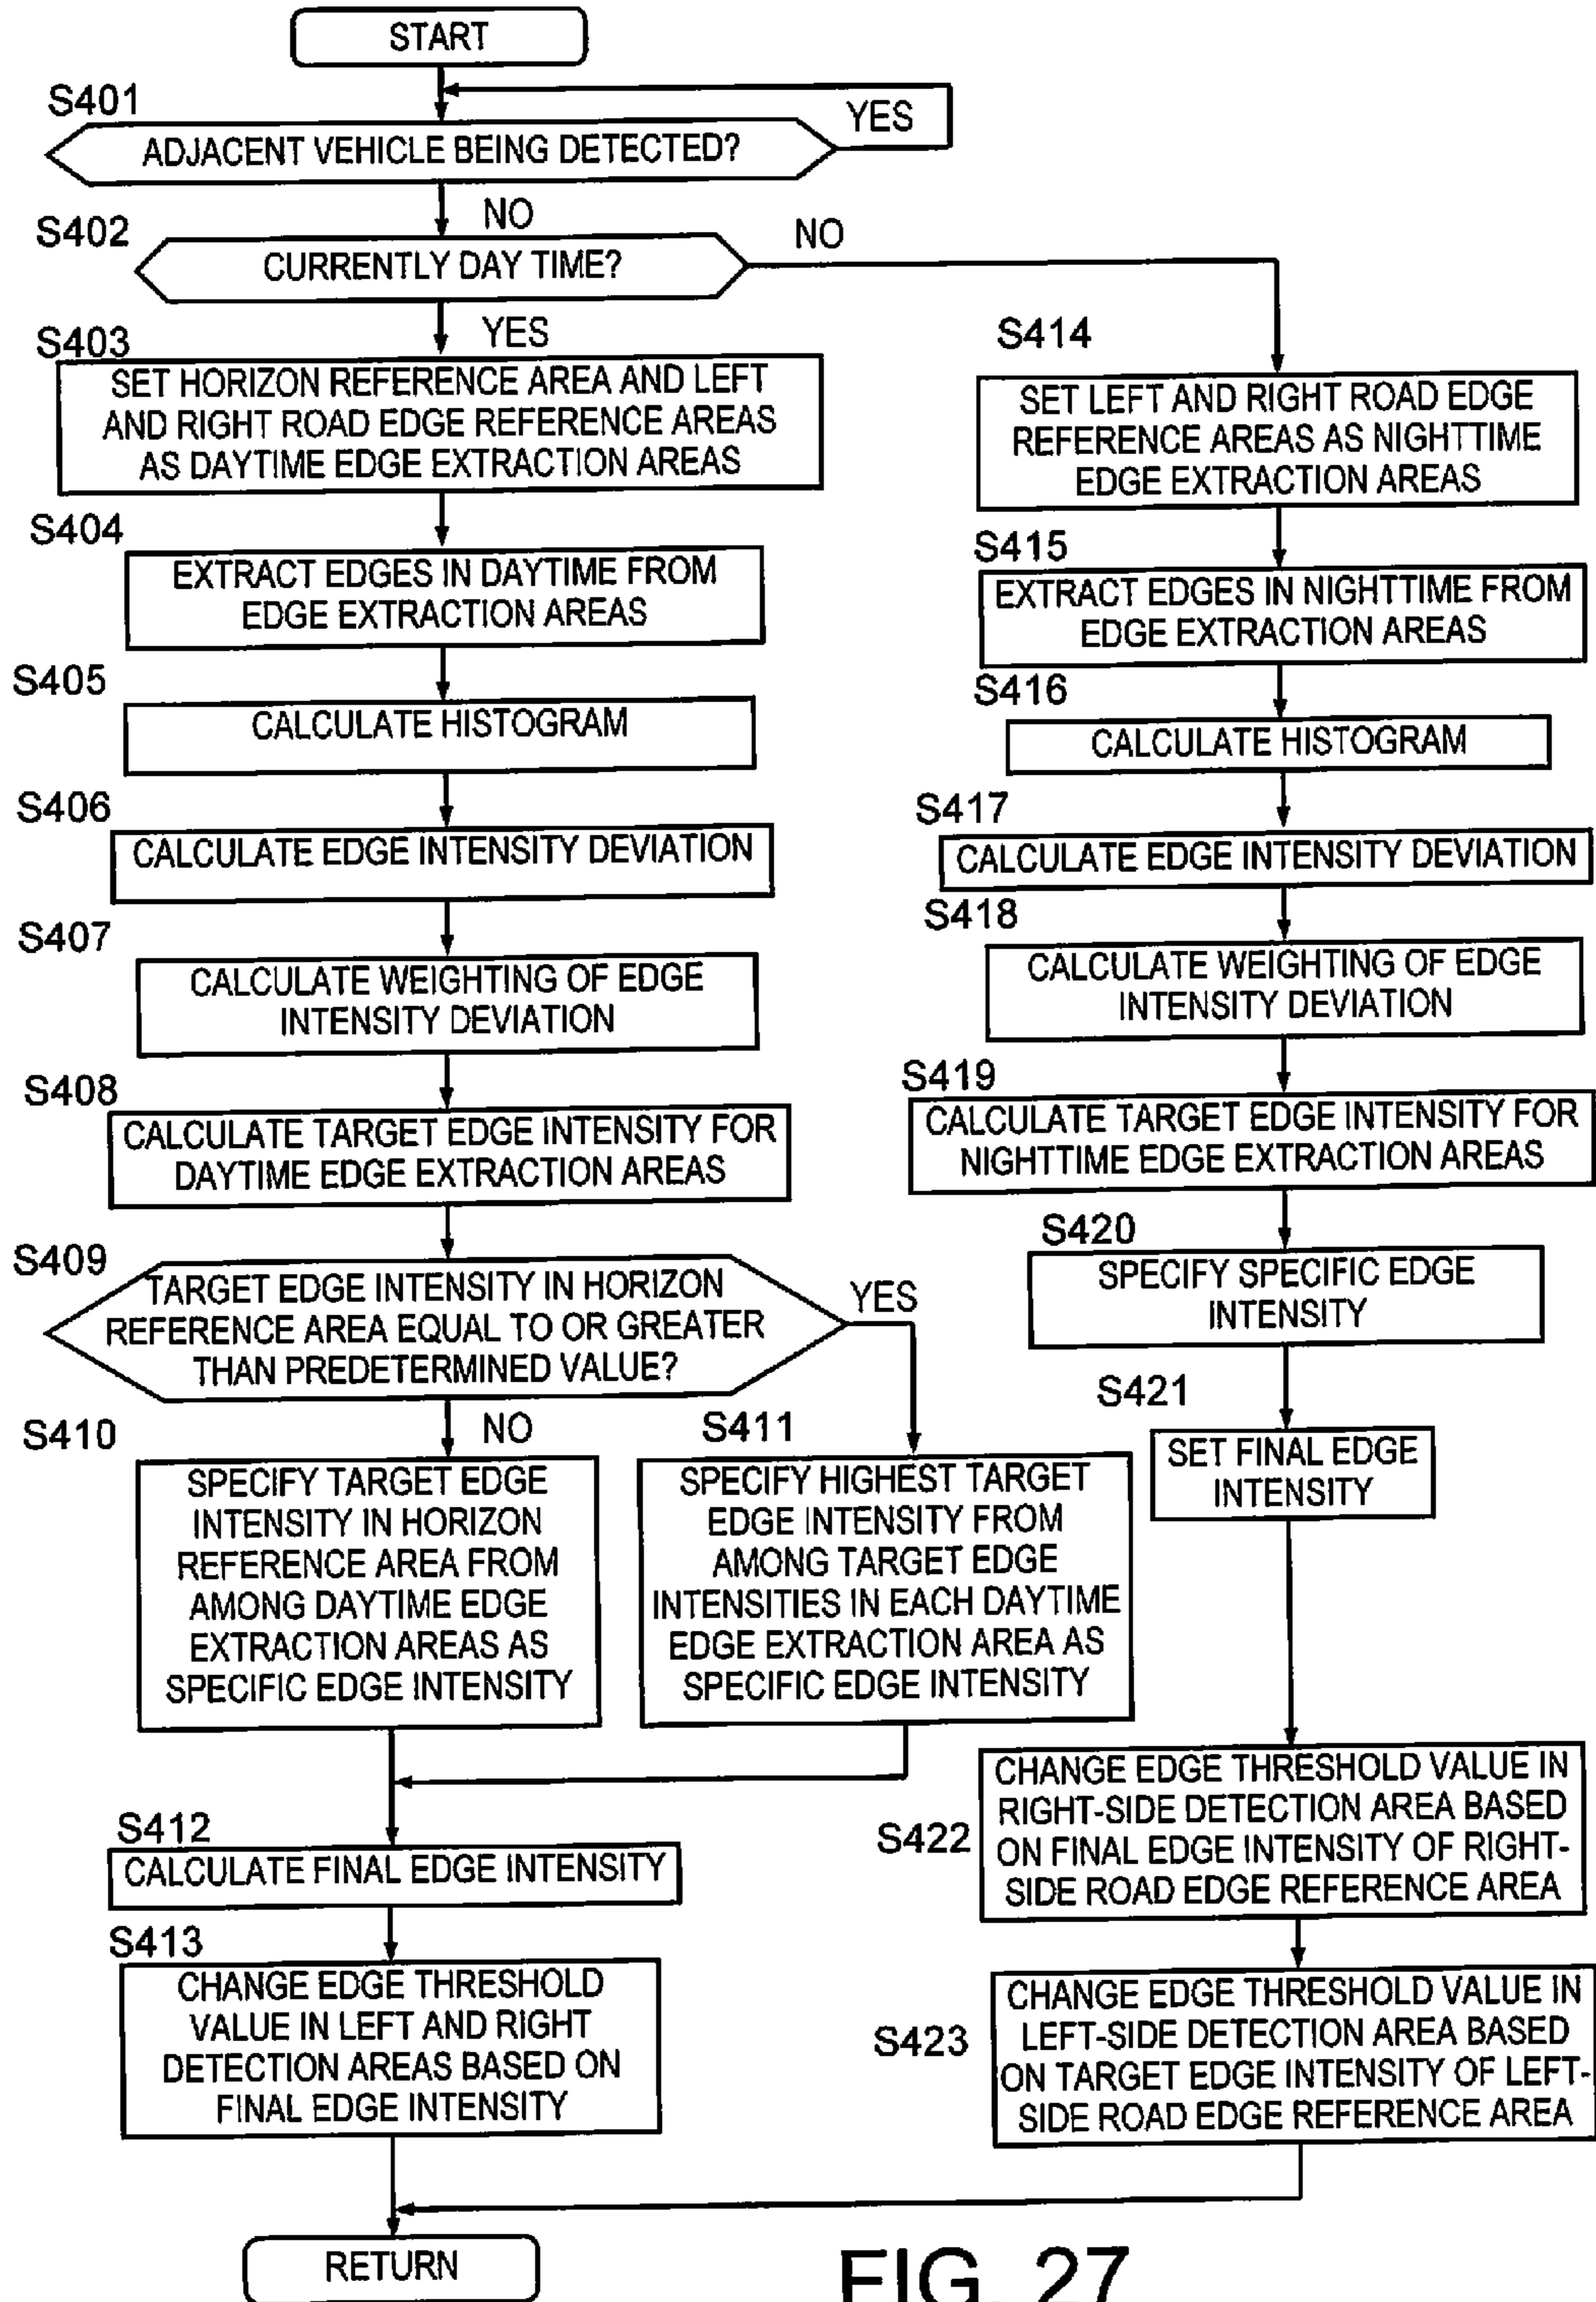 START
S401
YES
ADJACENT VEHICLE BEING DETECTED?
NO
S402
NO
CURRENTLY DAY TIME?
YES
S403
SET HORIZON REFERENCE AREA AND LEFT
AND RIGHT ROAD EDGE REFERENCE AREAS
AS DAYTIME EDGE EXTRACTION AREAS
S404
EXTRACT EDGES IN DAYTIME FROM
EDGE EXTRACTION AREAS
S405
CALCULATE HISTOGRAM
S406
CALCULATE EDGE INTENSITY DEVIATION
S407
CALCULATE WEIGHTING OF EDGE
INTENSITY DEVIATION
S408
CALCULATE TARGET EDGE INTENSITY FOR
DAYTIME EDGE EXTRACTION AREAS
S409
TARGET EDGE INTENSITY IN HORIZON
REFERENCE AREA EQUAL TO OR GREATER
THAN PREDETERMINED VALUE?
YES
NO
S410
SPECIFY TARGET EDGE
INTENSITY IN HORIZON
REFERENCE AREA FROM
AMONG DAYTIME EDGE
EXTRACTION AREAS AS
SPECIFIC EDGE INTENSITY
S411
SPECIFY HIGHEST TARGET
EDGE INTENSITY FROM
AMONG TARGET EDGE
INTENSITIES IN EACH DAYTIME
EDGE EXTRACTION AREA AS
SPECIFIC EDGE INTENSITY
S412
CALCULATE FINAL EDGE INTENSITY
S413
CHANGE EDGE THRESHOLD
VALUE IN LEFT AND RIGHT
DETECTION AREAS BASED ON
FINAL EDGE INTENSITY
S414
SET LEFT AND RIGHT ROAD EDGE
REFERENCE AREAS AS NIGHTTIME
EDGE EXTRACTION AREAS
S415
EXTRACT EDGES IN NIGHTTIME FROM
EDGE EXTRACTION AREAS
S416
CALCULATE HISTOGRAM
S417
CALCULATE EDGE INTENSITY DEVIATION
S418
CALCULATE WEIGHTING OF EDGE
INTENSITY DEVIATION
S419
CALCULATE TARGET EDGE INTENSITY FOR
NIGHTTIME EDGE EXTRACTION AREAS
S420
SPECIFY SPECIFIC EDGE
INTENSITY
S421
SET FINAL EDGE
INTENSITY
S422
CHANGE EDGE THRESHOLD VALUE IN
RIGHT-SIDE DETECTION AREA BASED
ON FINAL EDGE INTENSITY OF RIGHT-
SIDE ROAD EDGE REFERENCE AREA
S423
CHANGE EDGE THRESHOLD VALUE IN
LEFT-SIDE DETECTION AREA BASED
ON TARGET EDGE INTENSITY OF LEFT-
SIDE ROAD EDGE REFERENCE AREA
RETURN
FIG. 27